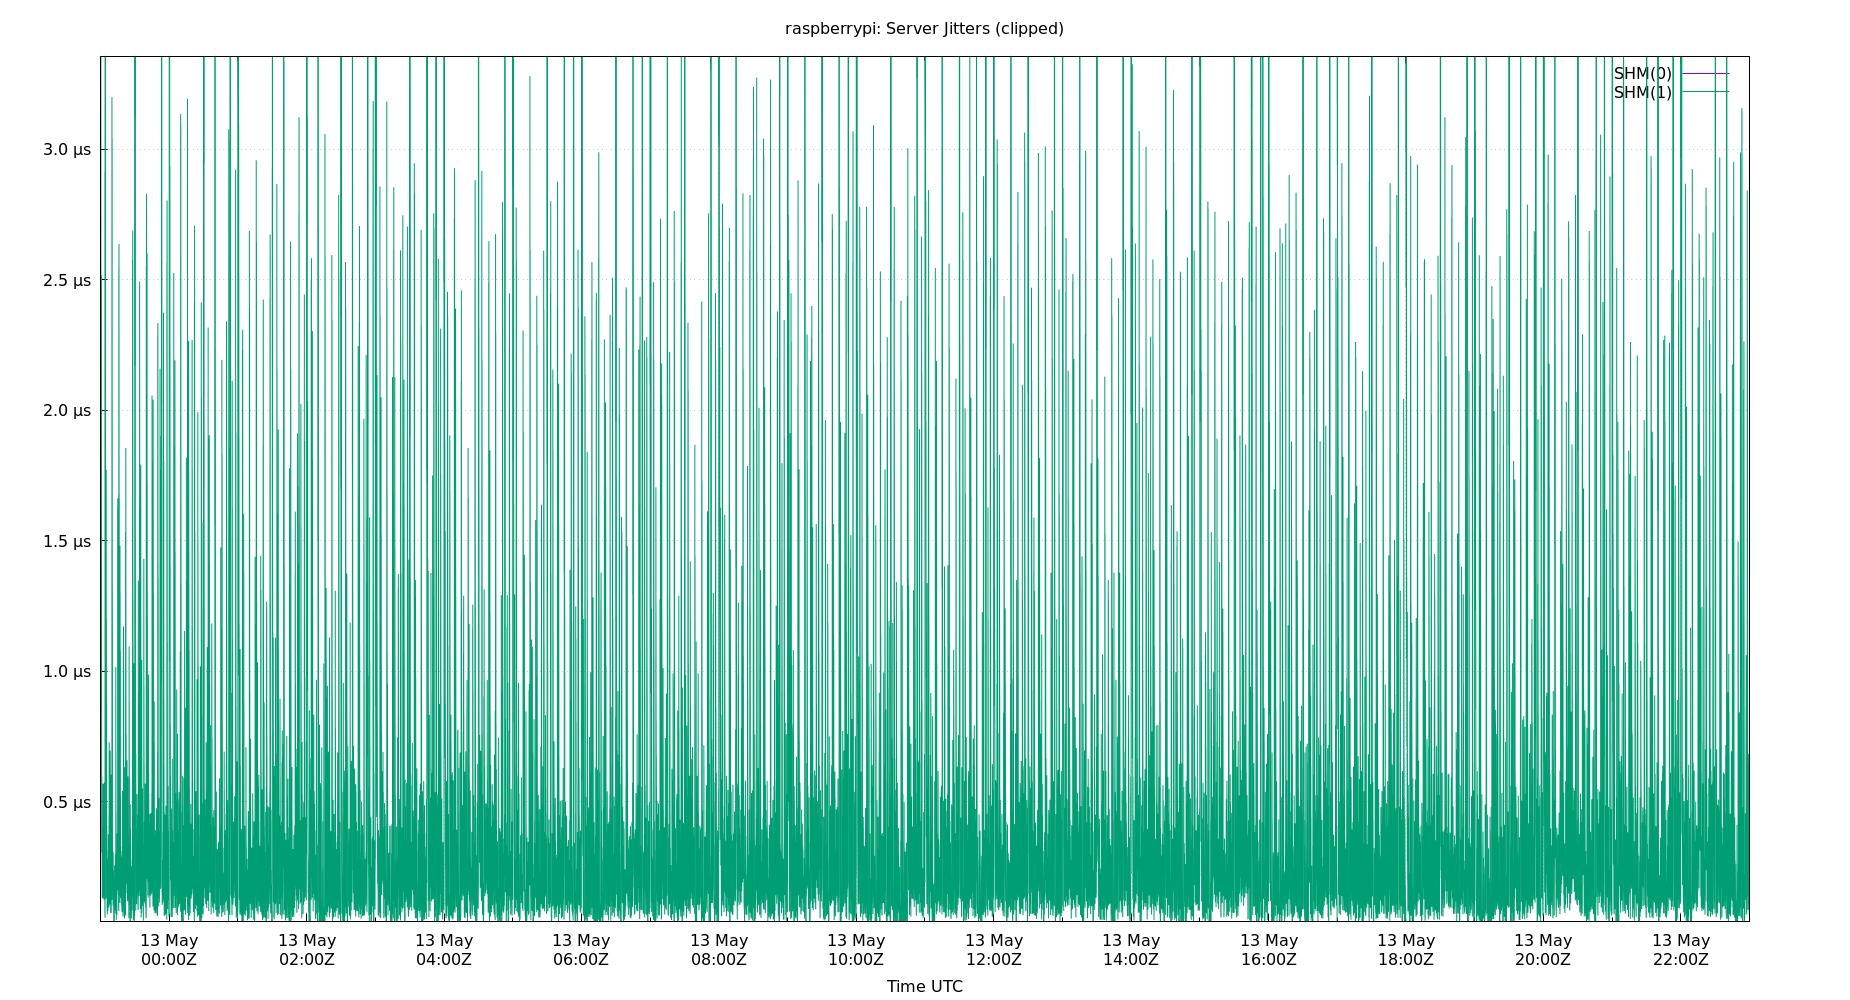 raspberrypi: Server Jitters (clipped)
SHM(0)
SHM(1)
3.0 µs
2.5 µs
2.0 µs
1.5 µs
1.0 µs
0.5 µs
13 May 13 May 13 May 13 May 13 May 13 May 13 May 13 May 13 May 13 May 13 May 13 May
00:00Z 02:00Z 04:00Z 06:00Z 08:00Z 10:00Z 12:00Z 14:00Z 16:00Z 18:00Z 20:00Z 22:00Z
Time UTC